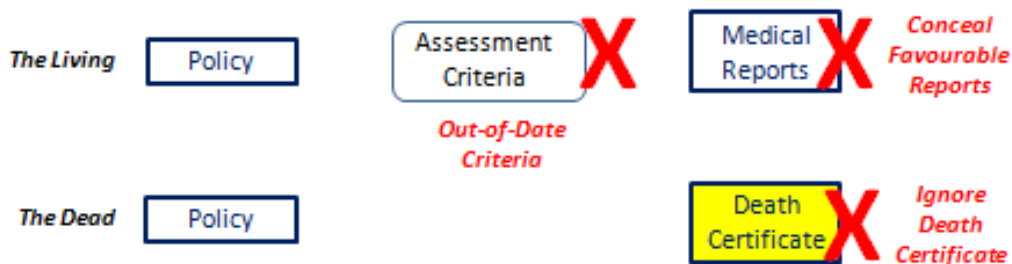 The Living
Policy
Assessment
Criteria
X
Medical
Reports
X
Conceal
Favourable
Reports
Out-of-Date
Criteria
The Dead
Policy
Death
Certificate
X
Ignore
Death
Certificate